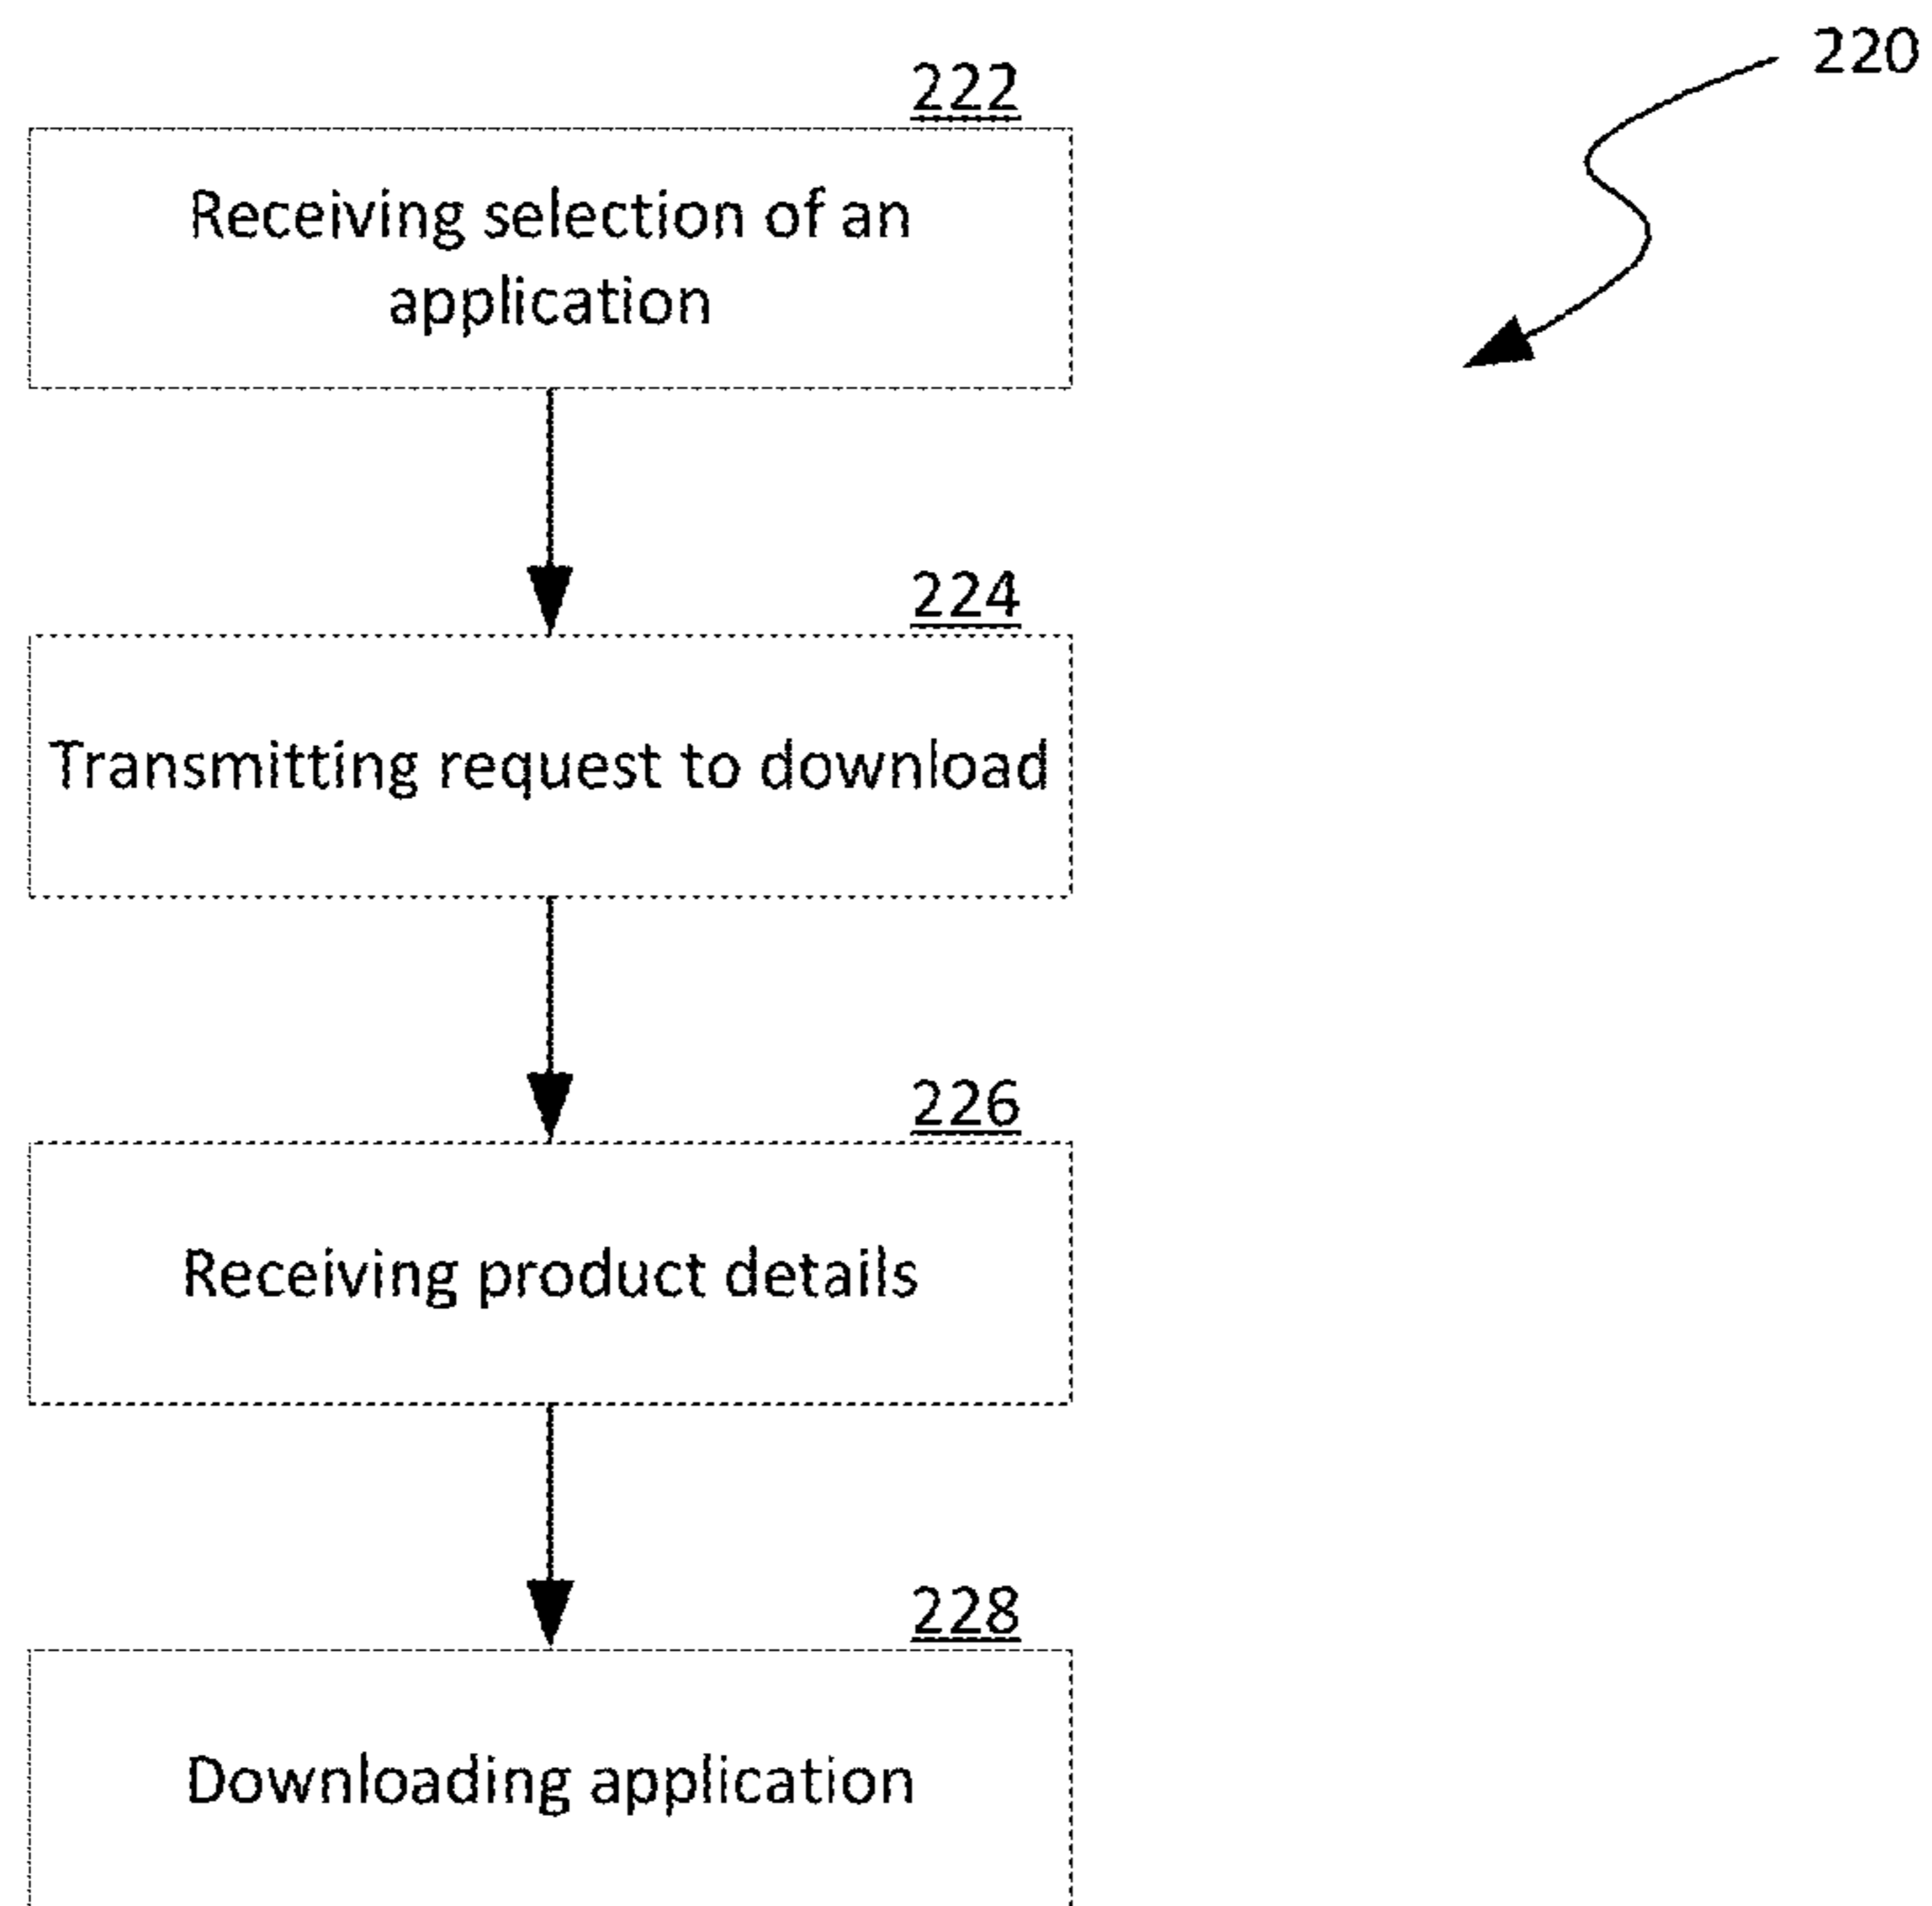 220
222
Receiving selection of an
application
224
Transmitting request to download
226
Receiving product details
228
Downloading application